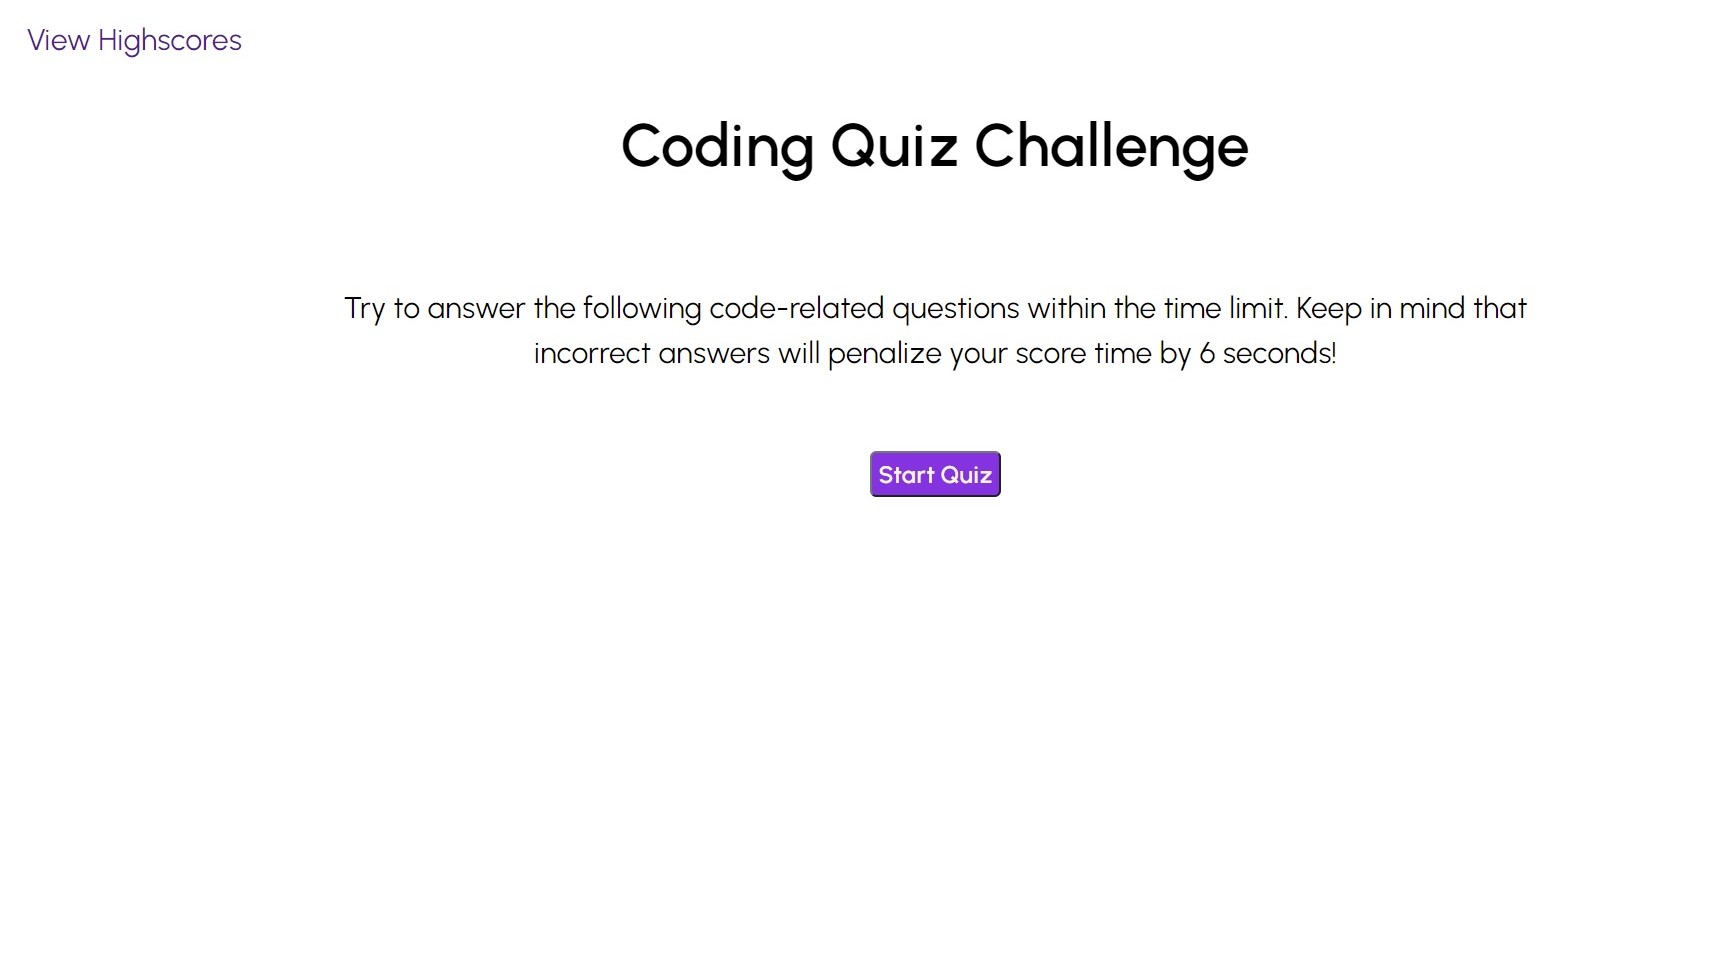 View Highscores
Coding Quiz Challenge
Try to answer the following code-related questions within the time limit. Keep in mind that
incorrect answers will penalize your score time by 6 seconds!
Start Quiz